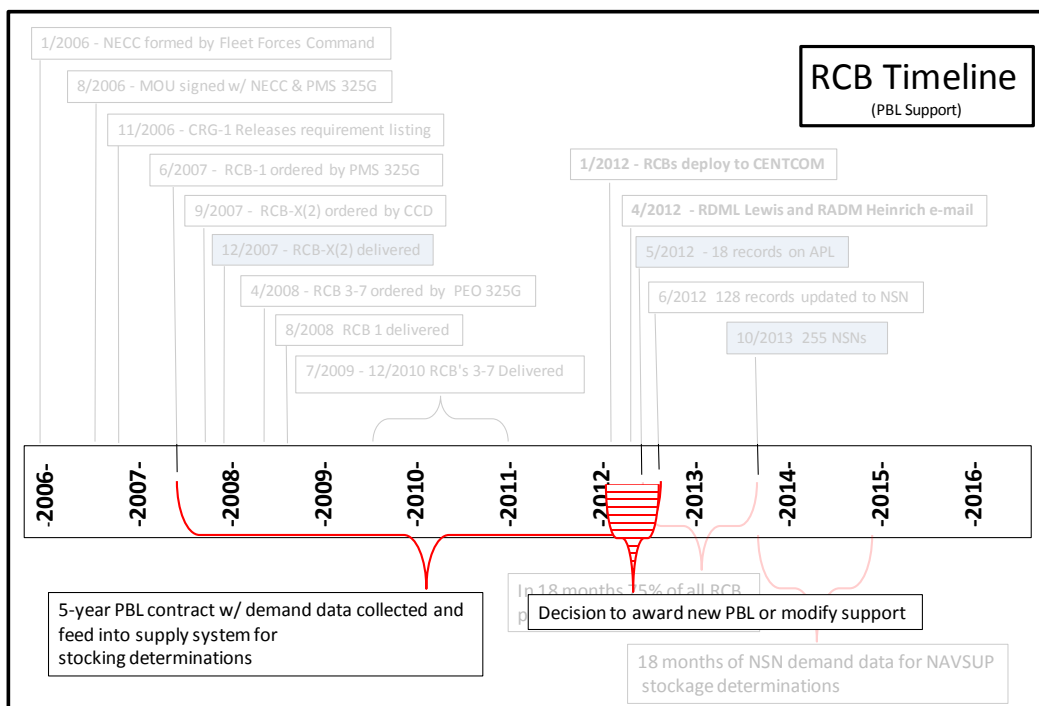 RCB Timeline
(PBL Support)
1/2006 - NECC formed by Fleet Forces Command
8/2006 - MOU signed w/ NECC & PMS 325G
11/2006 - CRG-1 Releases requirement listing
6/2007 - RCB-1 ordered by PMS 325G
9/2007 - RCB-X(2) ordered by CCD
12/2007 - RCB-X(2) delivered
4/2008 - RCB 3-7 ordered by PEO 325G
8/2008 RCB 1 delivered
7/2009 - 12/2010 RCB's 3-7 Delivered
1/2012 - RCBs deploy to CENTCOM
4/2012 - RDML Lewis and RADM Heinrich e-mail
5/2012 - 18 records on APL
6/2012 128 records updated to NSN
10/2013 255 NSNs
-2006-
-2007-
-2008-
-2009-
-2010-
-2011-
-2012-
-2013-
-2014-
-2015-
-2016-
5-year PBL contract w/ demand data collected and
feed into supply system for
stocking determinations
In 18 months 75% of all RCB
Decision to award new PBL or modify support
18 months of NSN demand data for NAVSUP
stockage determinations